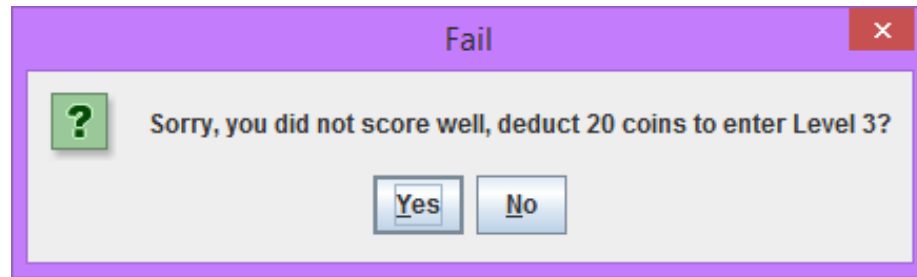 Fail
Sorry, you did not score well, deduct 20 coins to enter Level 3?
Yes No